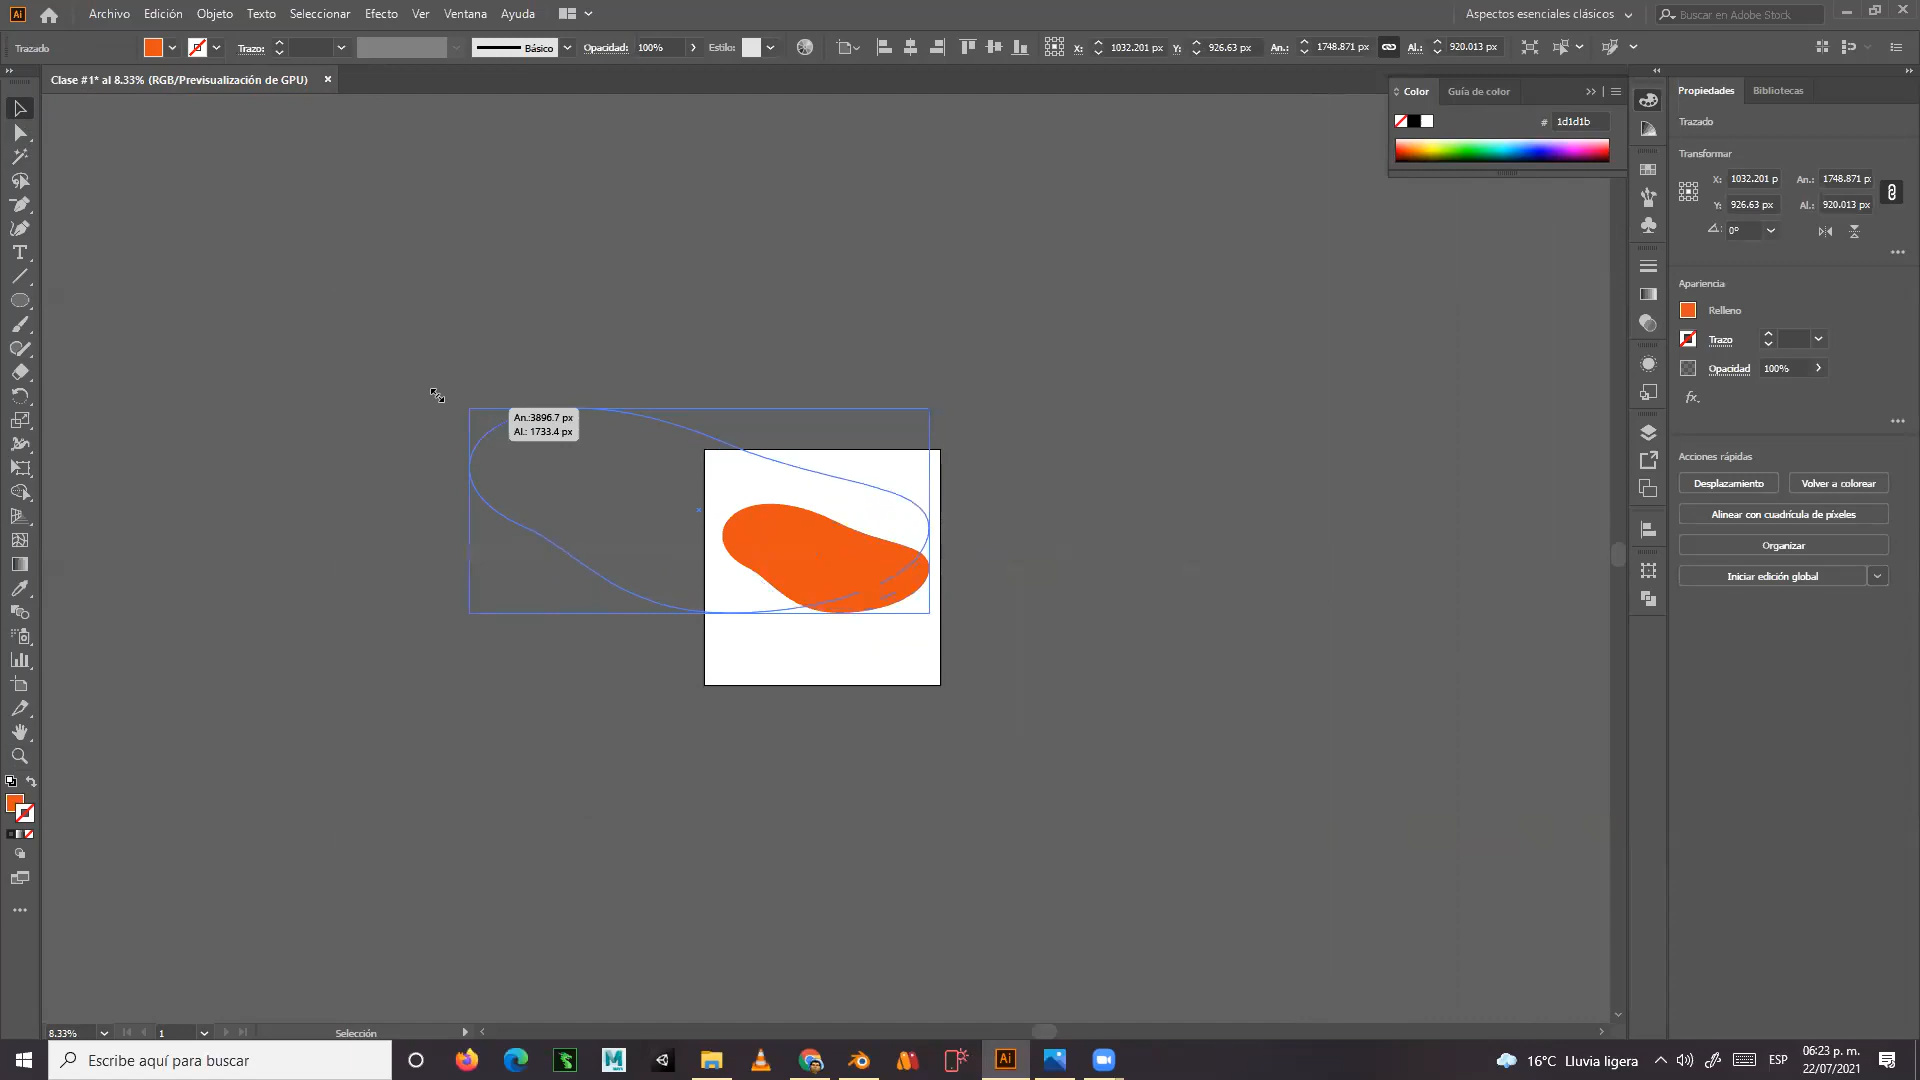 Ai Archivo Edición Objeto Texto Seleccionar Efecto Ver Ventana Ayuda Aspectos esenciales clásicos Buscar en Adobe Stock
Trazado Trazo: Básico Opacidad: 100% Estilo: X: 1032.201 px Y: 926.63 px An.: 1748.871 px Al.: 920.013 px
Clase #1* al 8.33% (RGB/Previsualización de GPU) ×
Color Guía de color
# 1d1d1b
Propiedades Bibliotecas
Trazado
Transformar
X: 1032.201 p An.: 1748.871 p
Y: 926.63 px Al.: 920.013 px
0°
Apariencia
Relleno
Trazo
Opacidad 100%
fx.
Acciones rápidas
Desplazamiento Volver a colorear
Alinear con cuadrícula de píxeles
Organizar
Iniciar edición global
An.:3896.7 px
Al.: 1733.4 px
8.33% 1 Selección
Escribe aquí para buscar
Ai
16°C Lluvia ligera
ESP
06:23 p. m.
22/07/2021